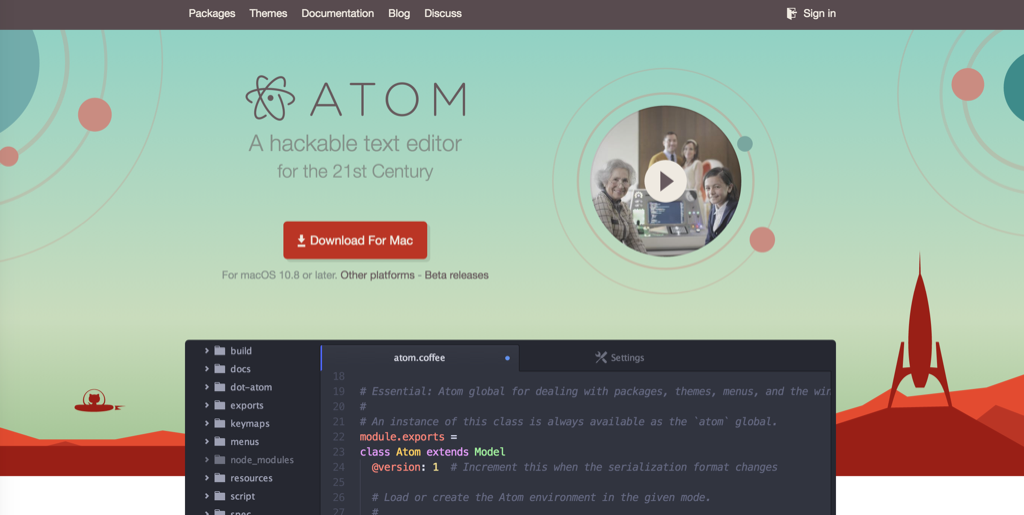 Packages Themes Documentation Blog Discuss Sign in
ATOM
A hackable text editor
for the 21st Century
Download For Mac
For macOS 10.8 or later. Other platforms - Beta releases
build
docs
dot-atom
exports
keymaps
menus
node_modules
resources
script
spec
atom.coffee Settings
18
19 # Essential: Atom global for dealing with packages, themes, menus, and the win
20 #
21 # An instance of this class is always available as the `atom` global.
22 module.exports =
23 class Atom extends Model
24 @version: 1 # Increment this when the serialization format changes
25
26 # Load or create the Atom environment in the given mode.
27 #